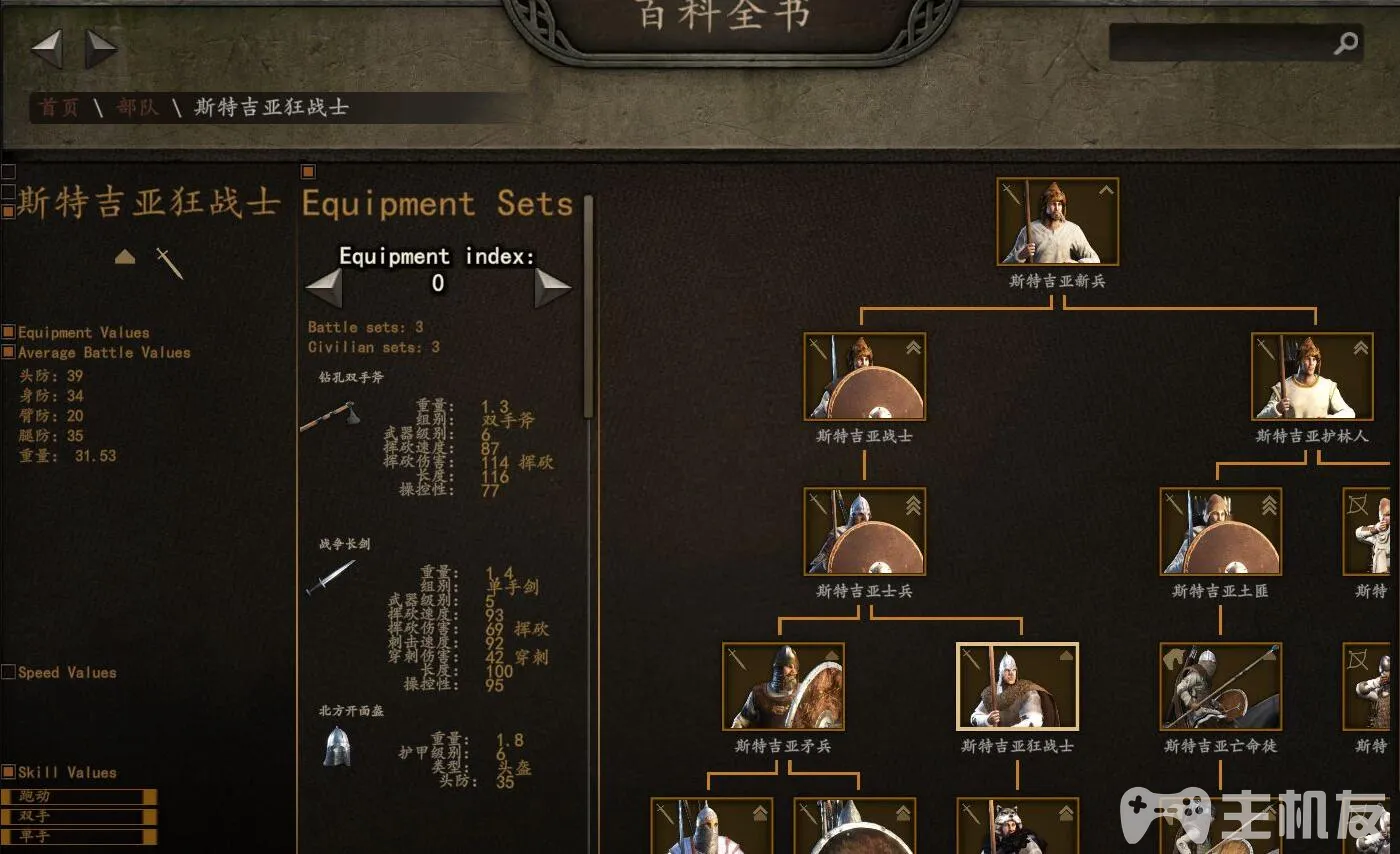 百科全书
首页 \ 部队 \ 斯特吉亚狂战士
斯特吉亚狂战士
Equipment Values
Average Battle Values
头防: 39
身防: 34
臂防: 20
腿防: 35
重量: 31.53
Speed Values
Skill Values
跑动
双手
单手
Equipment Sets
Equipment index:
0
Battle sets: 3
Civilian sets: 3
钻孔双手斧
重量: 1.3
组别: 双手斧
武器级别: 6
挥砍速度: 87
挥砍伤害: 114 挥砍
长度: 116
操控性: 77
战争长剑
重量: 1.4
组别: 单手剑
武器级别: 5
挥砍速度: 93
挥砍伤害: 69 挥砍
刺击速度: 92
穿刺伤害: 42 穿刺
长度: 100
操控性: 95
北方开面盔
重量: 1.8
护甲级别: 6
类型: 头盔
头防: 35
斯特吉亚新兵
斯特吉亚战士
斯特吉亚护林人
斯特吉亚士兵
斯特吉亚土匪
斯特
斯特吉亚矛兵
斯特吉亚狂战士
斯特吉亚亡命徒
斯特
主机友